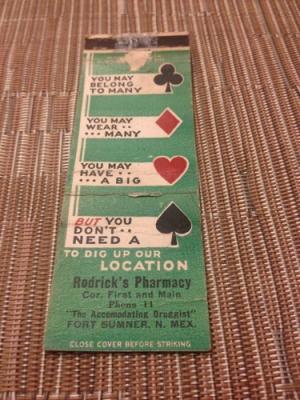 YOU MAY
BELONG
TO MANY
YOU MAY
WEAR ··
··· MANY
YOU MAY
HAVE ··
··· A BIG
BUT YOU
DON'T ··
NEED A
TO DIG UP OUR
LOCATION
Rodrick's Pharmacy
Cor. First and Main
Phone 11
"The Accomodating Druggist"
FORT SUMNER, N. MEX.
CLOSE COVER BEFORE STRIKING